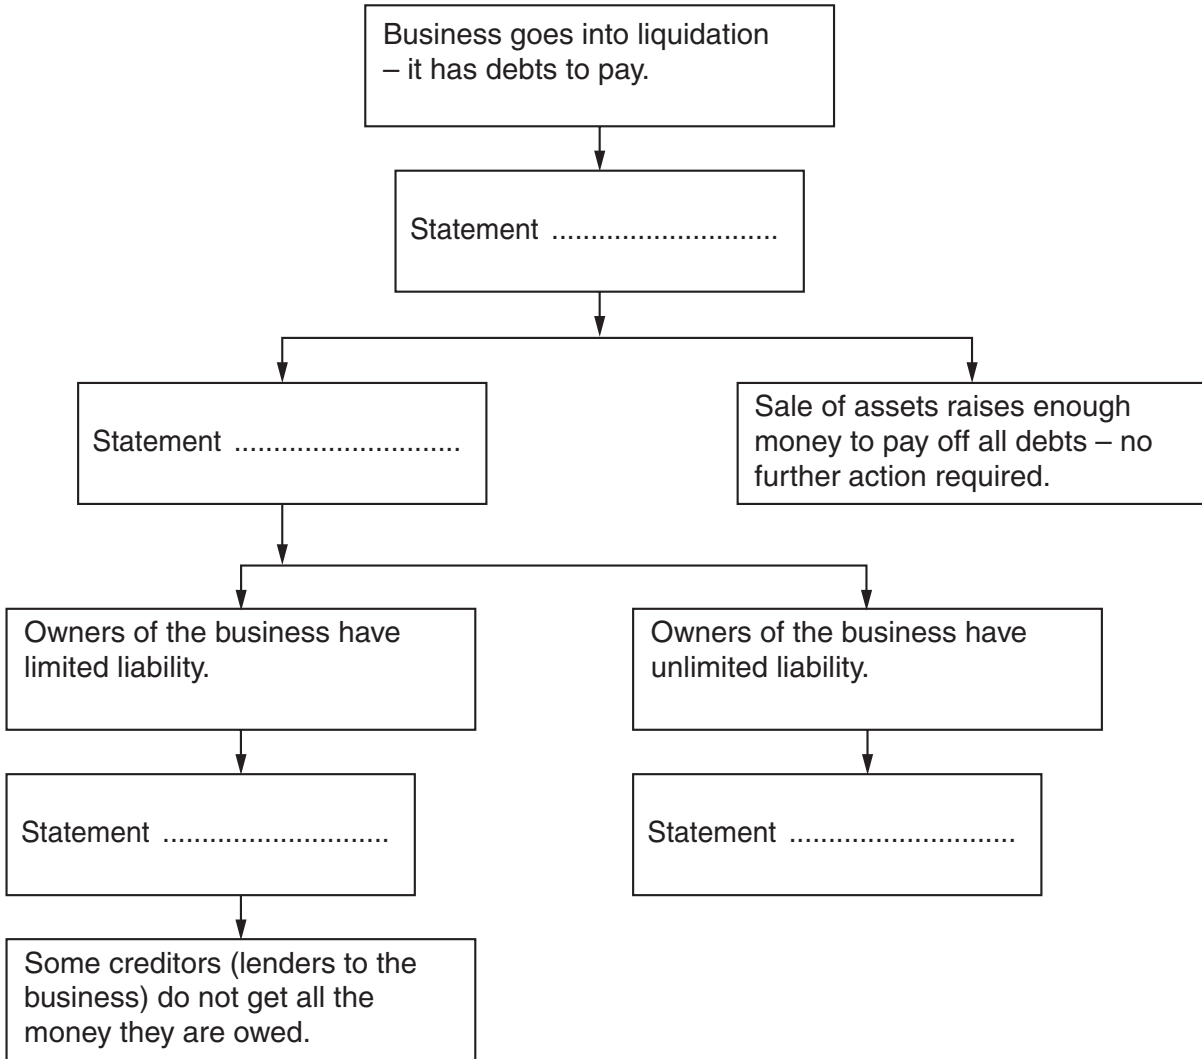 Business goes into liquidation
– it has debts to pay.
Statement .............................
Statement .............................
Sale of assets raises enough
money to pay off all debts – no
further action required.
Owners of the business have
limited liability.
Owners of the business have
unlimited liability.
Statement .............................
Statement .............................
Some creditors (lenders to the
business) do not get all the
money they are owed.